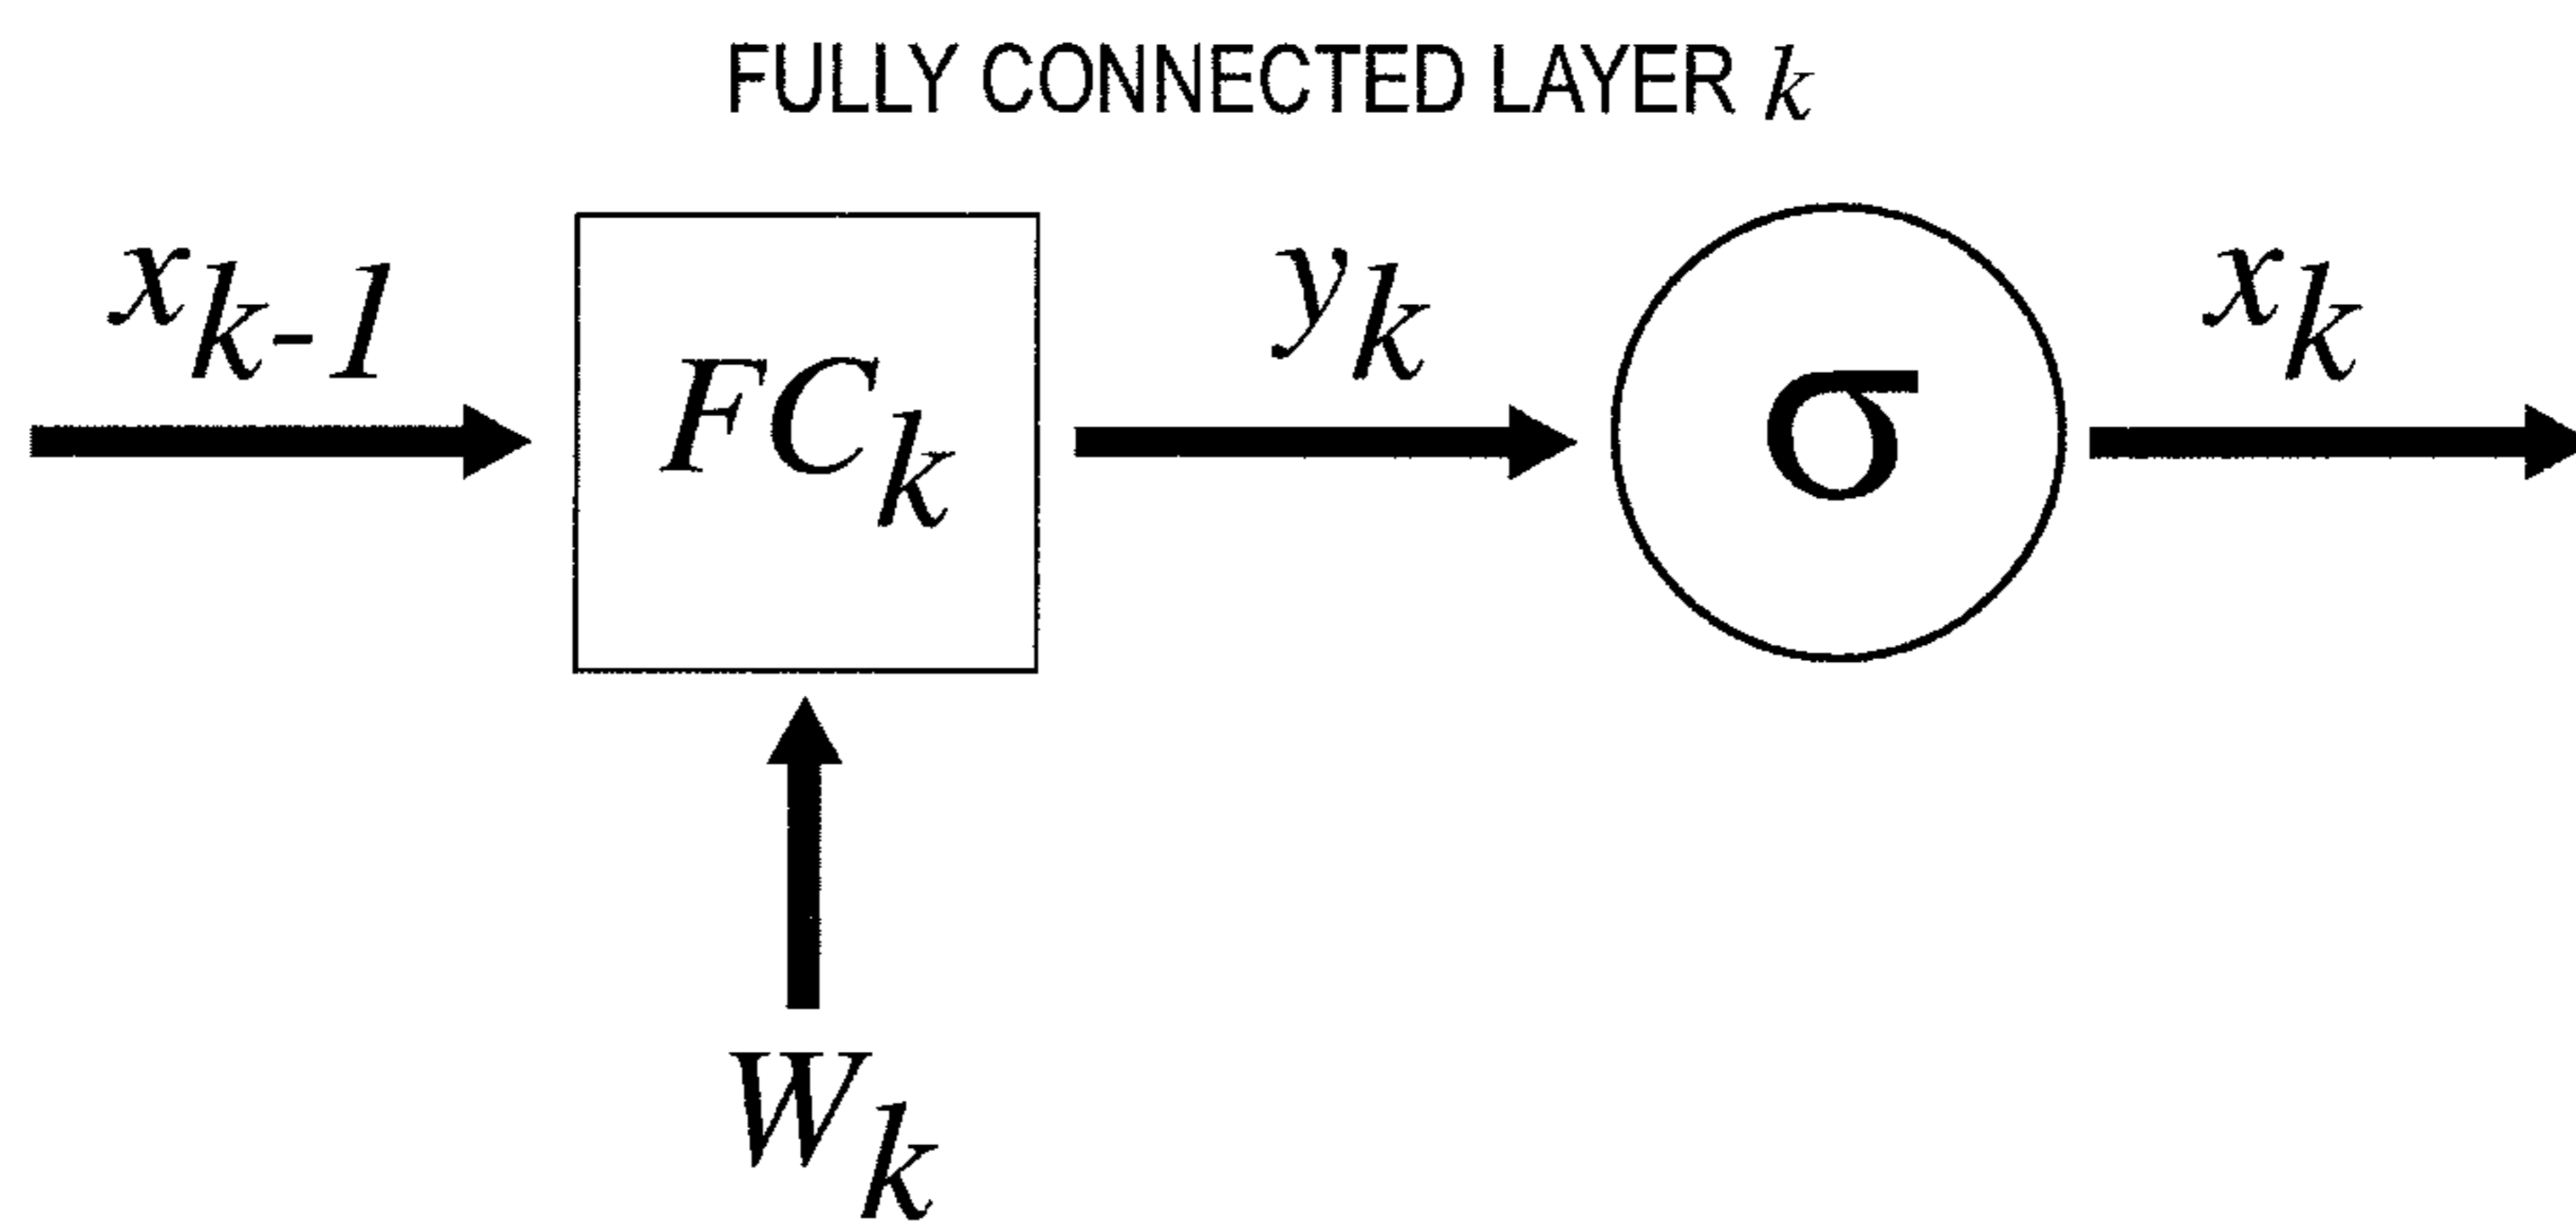 FULLY CONNECTED LAYER k
x_{k-1}
FC_k
y_k
σ
x_k
W_k